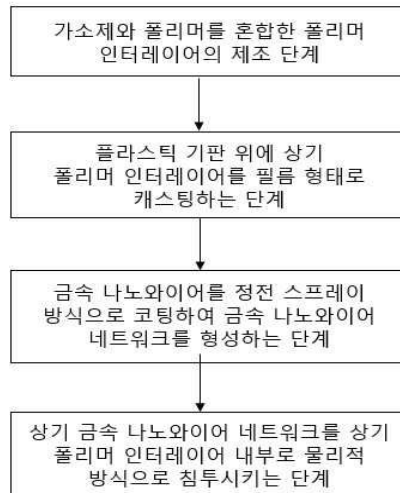 가소제와 폴리머를 혼합한 폴리머
인터레이어의 제조 단계
플라스틱 기판 위에 상기
폴리머 인터레이어를 필름 형태로
캐스팅하는 단계
금속 나노와이어를 정전 스프레이
방식으로 코팅하여 금속 나노와이어
네트워크를 형성하는 단계
상기 금속 나노와이어 네트워크를 상기
폴리머 인터레이어 내부로 물리적
방식으로 침투시키는 단계